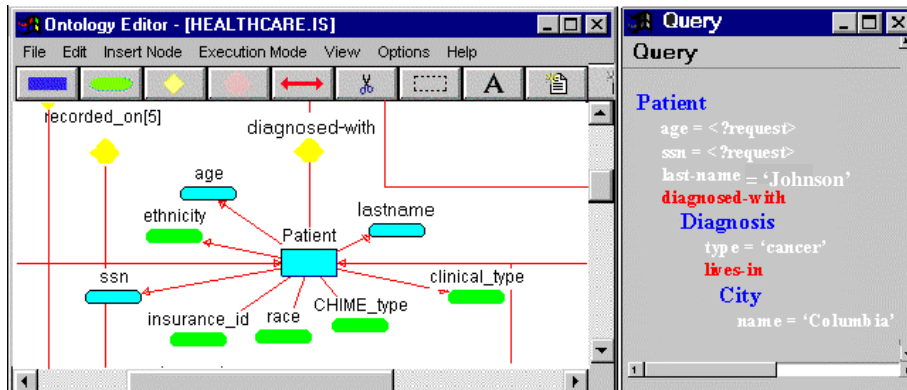 Ontology Editor - [HEALTHCARE.IS]
File Edit Insert Node Execution Mode View Options Help
A
recorded_on[5]
diagnosed-with
age
ethnicity
lastname
Patient
ssn
clinical_type
CHIME_type
race
insurance_id
Query
Query
Patient
age = <?request>
ssn = <?request>
last-name = ‘Johnson’
diagnosed-with
Diagnosis
type = ‘cancer’
lives-in
City
name = ‘Columbia’
1